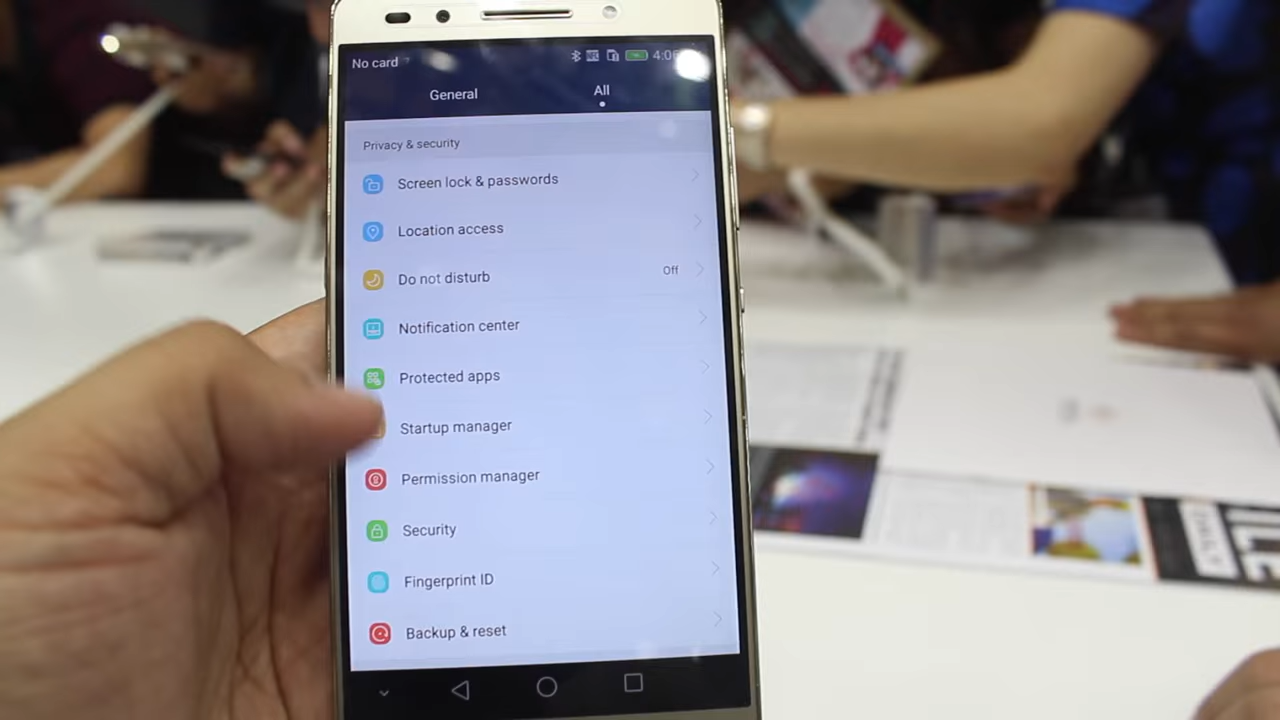 No card
General
All
Privacy & security
Screen lock & passwords
Location access
Do not disturb
Off
Notification center
Protected apps
Startup manager
Permission manager
Security
Fingerprint ID
Backup & reset